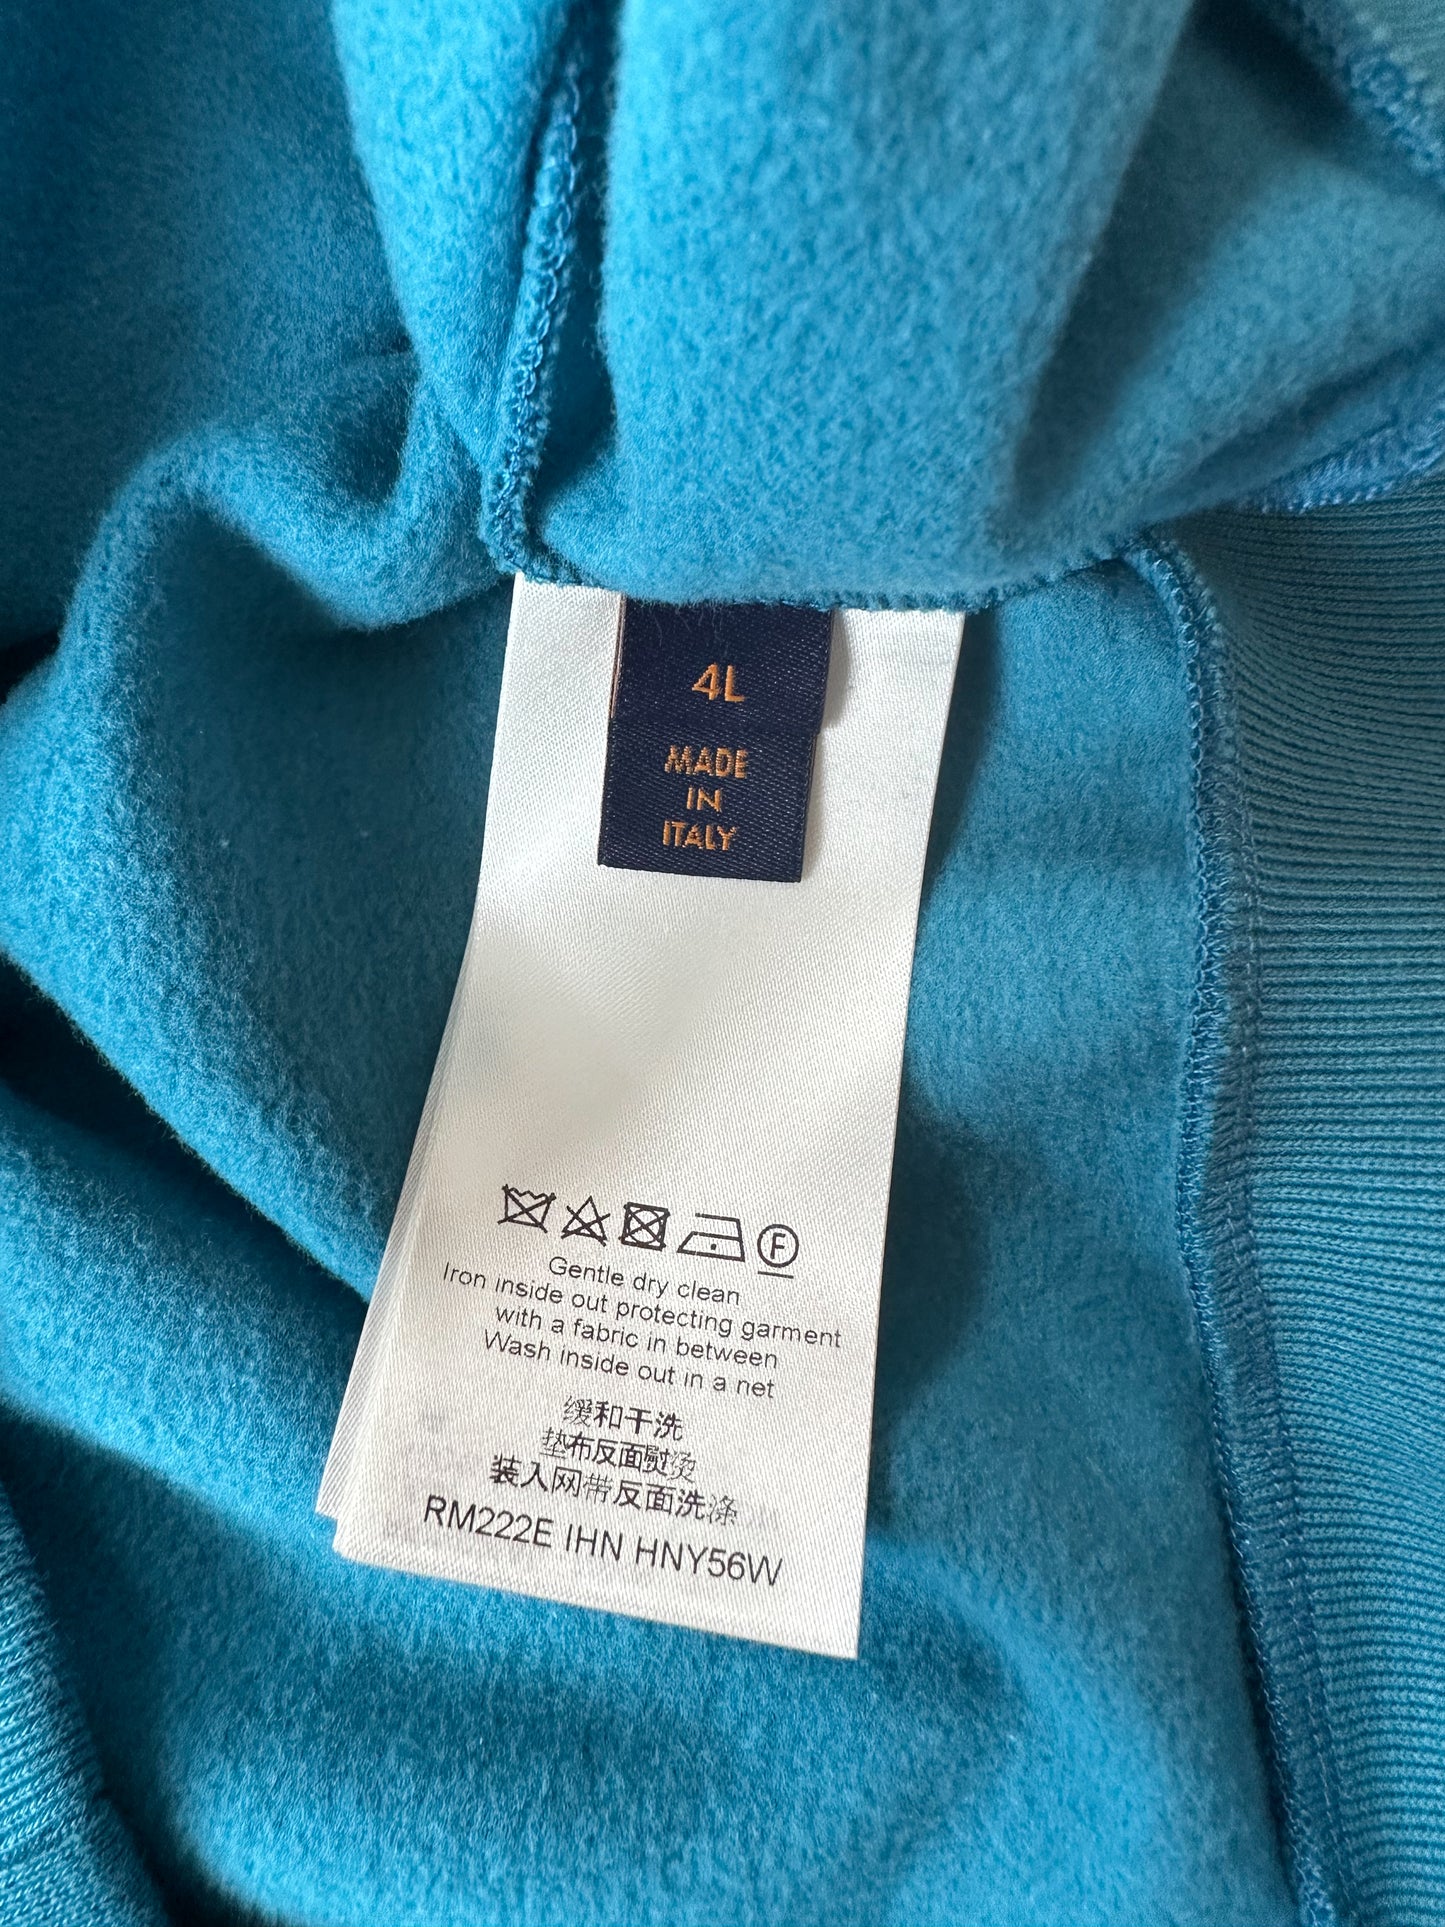 4L
MADE
IN
ITALY
F
Gentle dry clean
Iron inside out protecting garment
with a fabric in between
Wash inside out in a net
缓和干洗
垫布反面熨烫
装入网带反面洗涤
RM222E IHN HNY56W